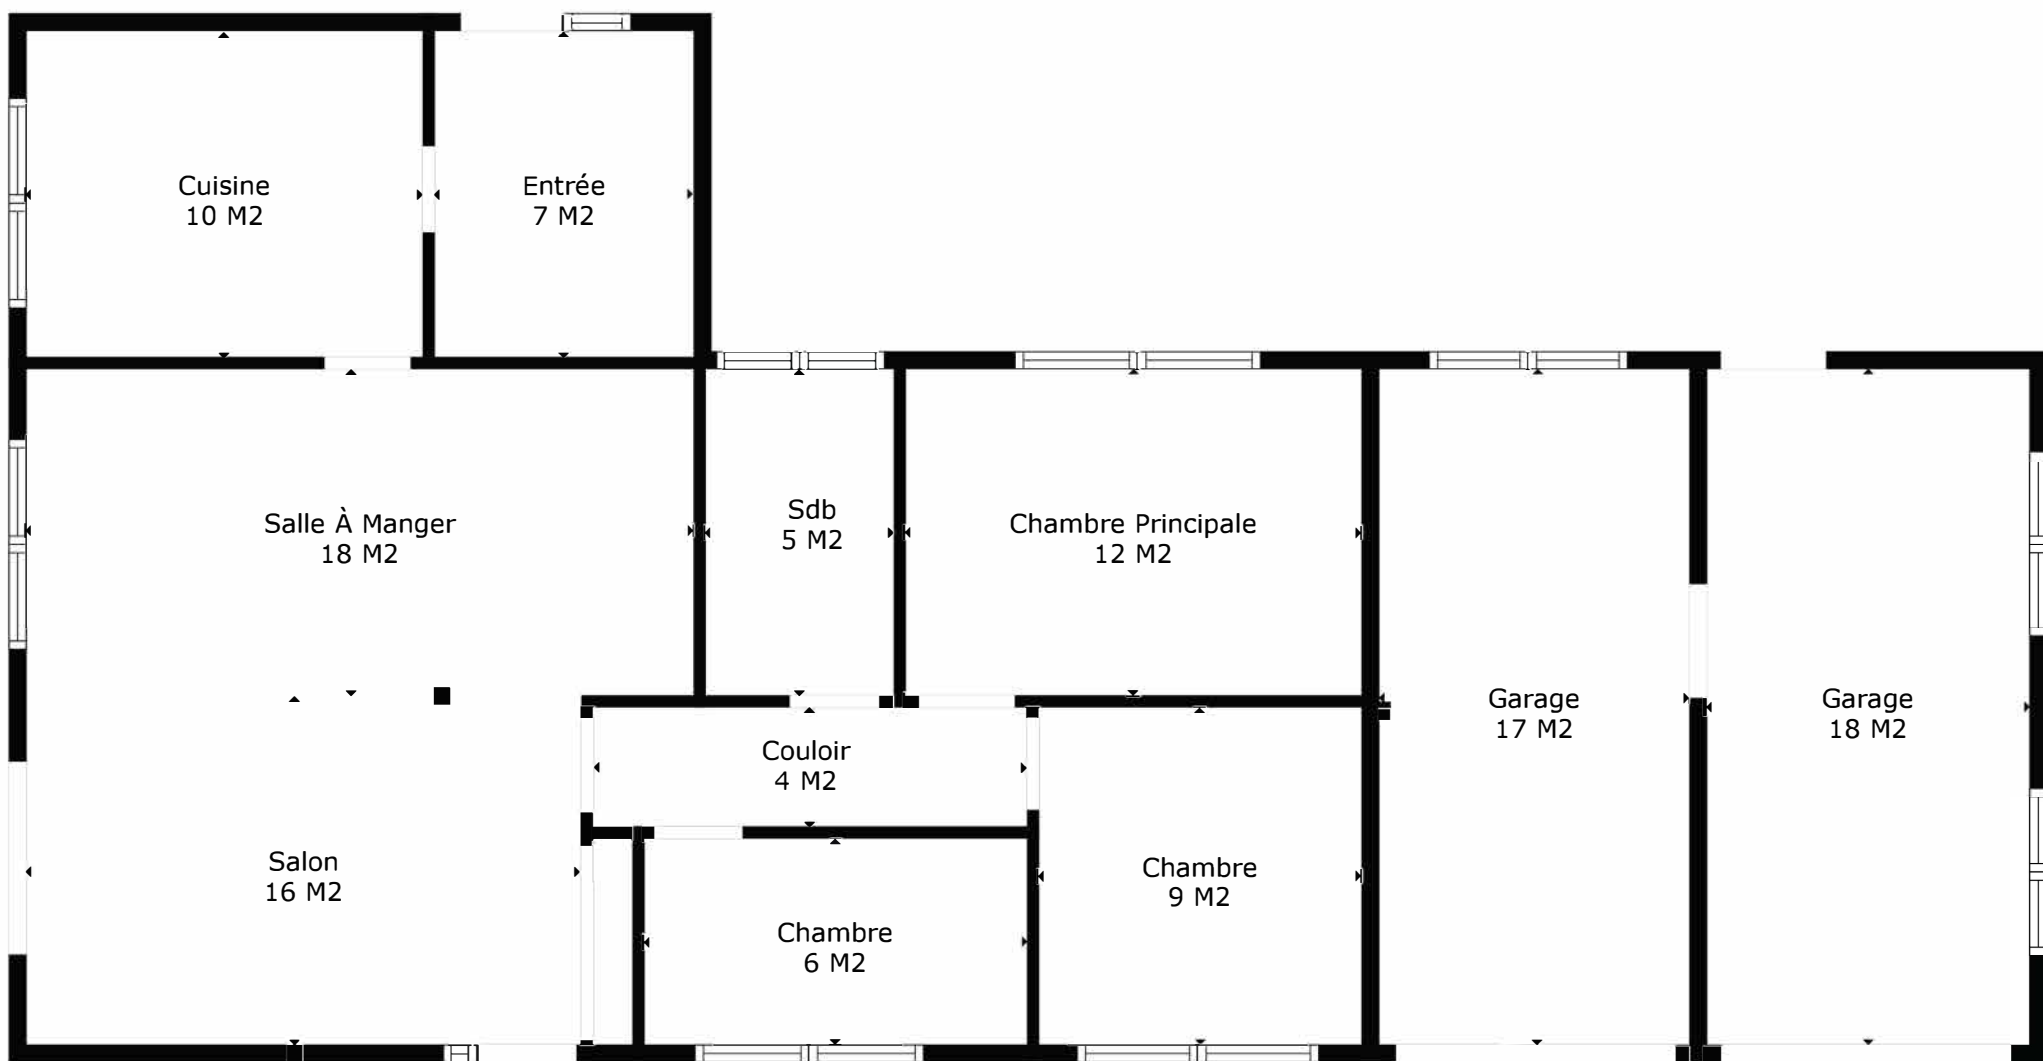 Cuisine
10 M2
Entrée
7 M2
Salle À Manger
18 M2
Sdb
5 M2
Chambre Principale
12 M2
Garage
17 M2
Garage
18 M2
Couloir
4 M2
Salon
16 M2
Chambre
9 M2
Chambre
6 M2